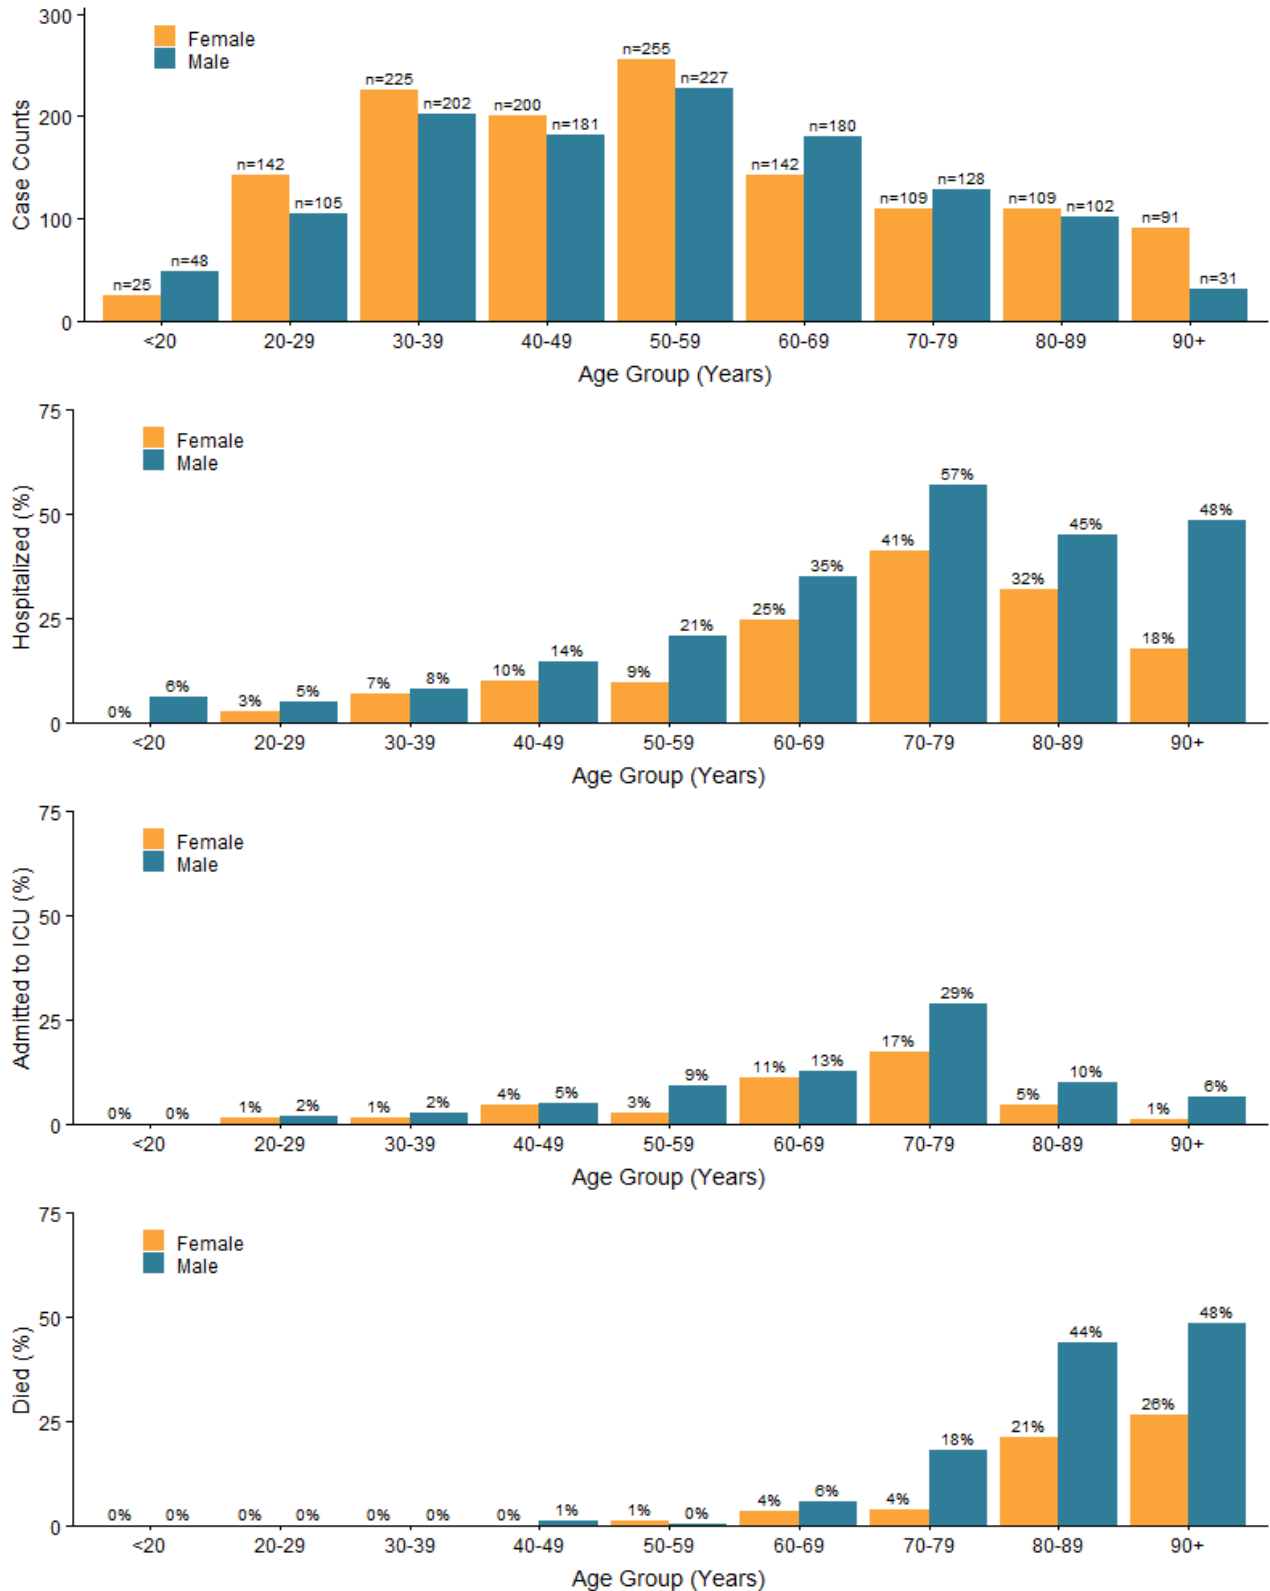 300
Female
Male
n=255
n=225
n=227
n=202
n=200
n=181
n=180
200
Case Counts
n=142
n=142
n=128
n=105
n=109
n=109
n=102
n=91
100
n=48
n=25
n=31
0
<20 20-29 30-39 40-49 50-59 60-69 70-79 80-89 90+
Age Group (Years)
75
Female
Male
57%
50
48%
45%
41%
Hospitalized (%)
35%
32%
25
25%
21%
18%
14%
10%
9%
8%
7%
6%
5%
3%
0%
0
<20 20-29 30-39 40-49 50-59 60-69 70-79 80-89 90+
Age Group (Years)
75
Female
Male
50
Admitted to ICU (%)
29%
25
17%
13%
11%
10%
9%
6%
5%
5%
4%
3%
2%
2%
1%
1%
1%
0% 0%
0
<20 20-29 30-39 40-49 50-59 60-69 70-79 80-89 90+
Age Group (Years)
75
Female
Male
50
48%
44%
Died (%)
26%
25
21%
18%
6%
4% 4%
0% 0% 0% 0% 0% 0% 0% 1% 1% 0%
0
<20 20-29 30-39 40-49 50-59 60-69 70-79 80-89 90+
Age Group (Years)